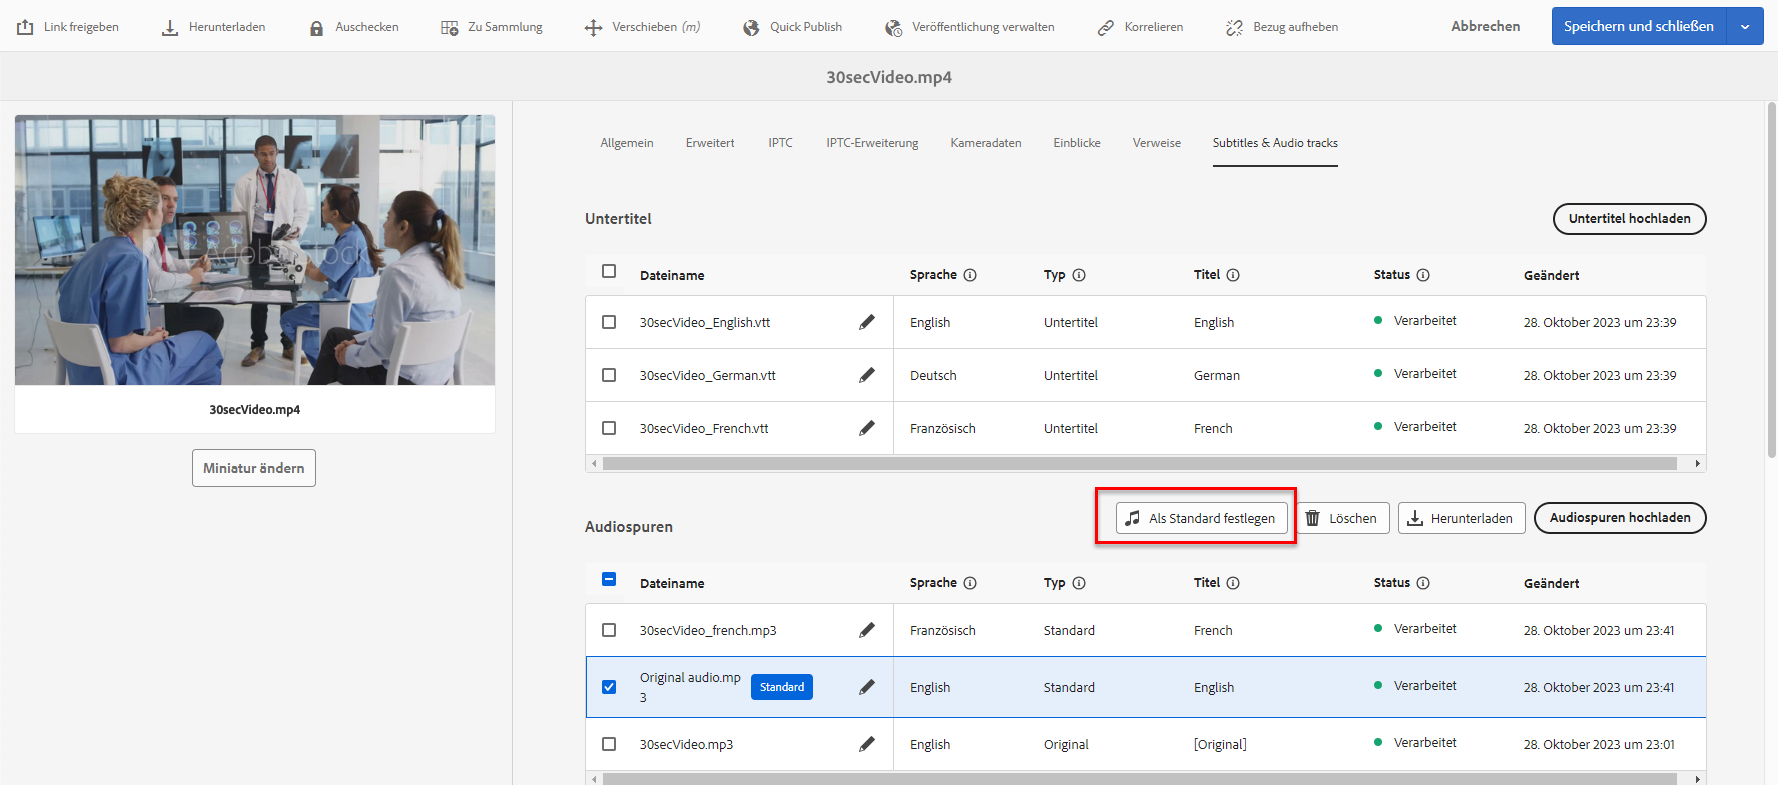 Link freigeben Herunterladen Auschecken Zu Sammlung Verschieben (m) Quick Publish Veröffentlichung verwalten Korrelieren Bezug aufheben Abbrechen Speichern und schließen
30secVideo.mp4
Allgemein Erweitert IPTC IPTC-Erweiterung Kameradaten Einblicke Verweise Subtitles & Audio tracks
Adobe Stock
30secVideo.mp4
Miniatur ändern
Untertitel Untertitel hochladen
Dateiname Sprache Typ Titel Status Geändert
30secVideo_English.vtt English Untertitel English Verarbeitet 28. Oktober 2023 um 23:39
30secVideo_German.vtt Deutsch Untertitel German Verarbeitet 28. Oktober 2023 um 23:39
30secVideo_French.vtt Französisch Untertitel French Verarbeitet 28. Oktober 2023 um 23:39
Audiospuren Als Standard festlegen Löschen Herunterladen Audiospuren hochladen
Dateiname Sprache Typ Titel Status Geändert
30secVideo_french.mp3 Französisch Standard French Verarbeitet 28. Oktober 2023 um 23:41
Original audio.mp
3 Standard English Standard English Verarbeitet 28. Oktober 2023 um 23:41
30secVideo.mp3 English Original [Original] Verarbeitet 28. Oktober 2023 um 23:01